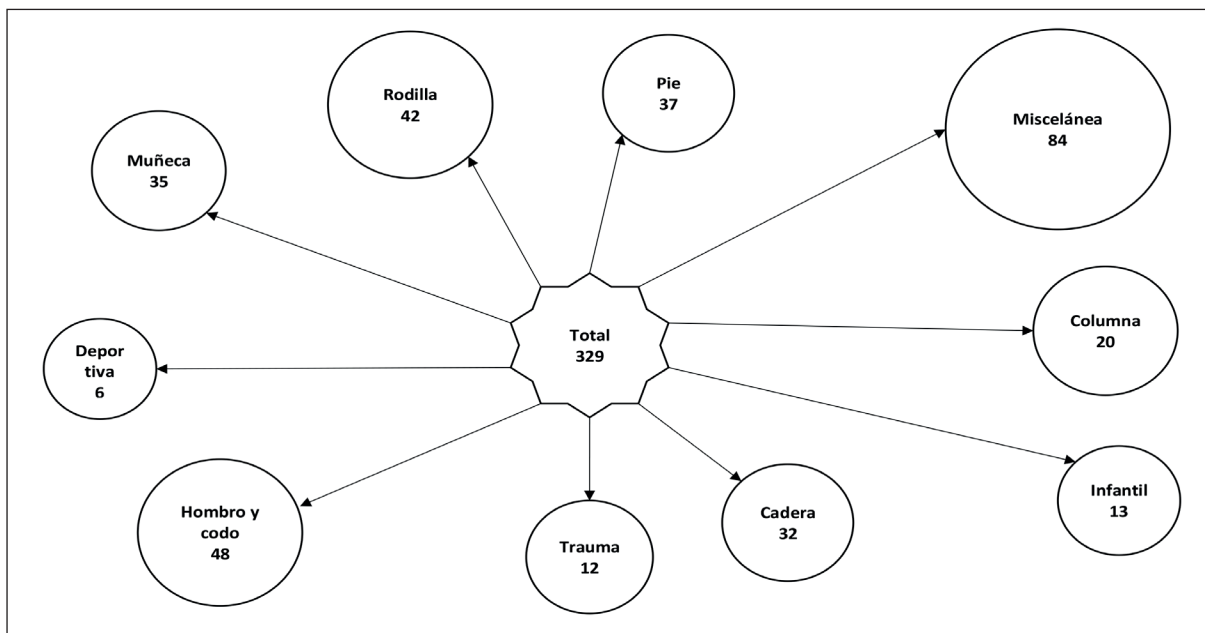 Rodilla
42
Pie
37
Miscelánea
84
Muñeca
35
Total
329
Columna
20
Depor
tiva
6
Hombro y
codo
48
Trauma
12
Cadera
32
Infantil
13